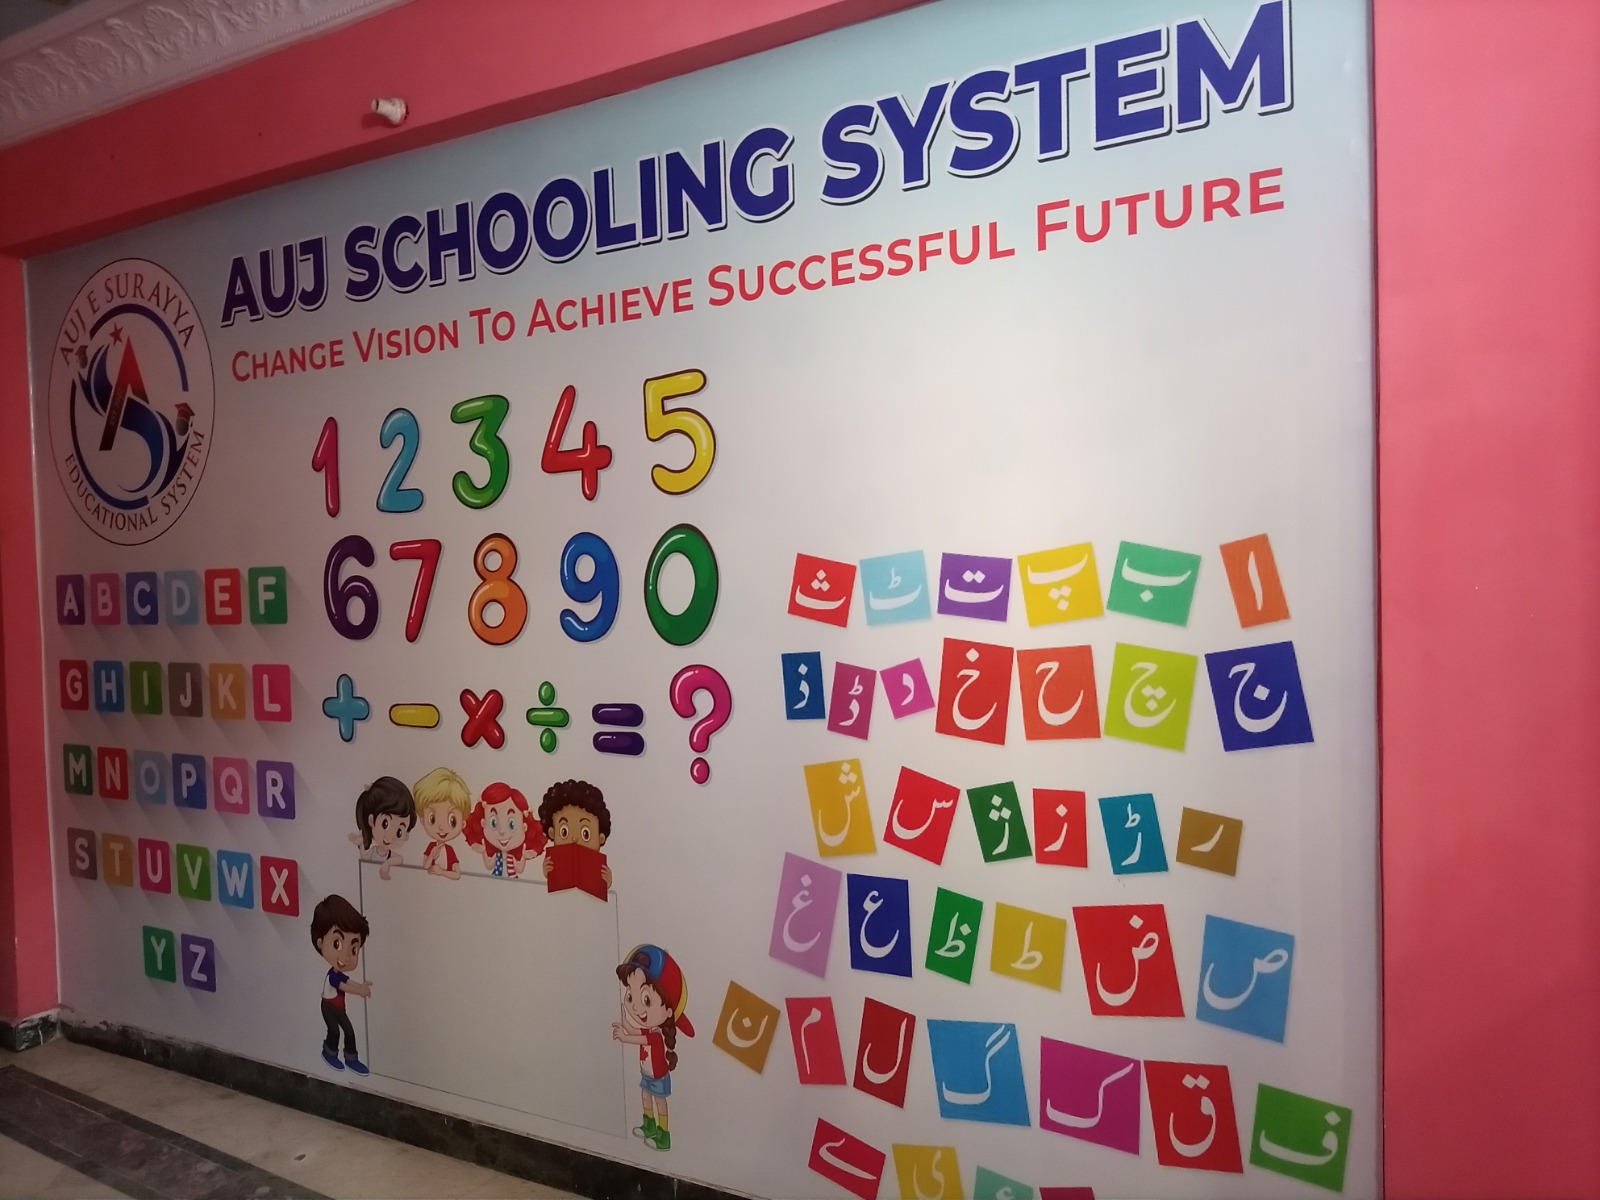 AUJ SCHOOLING SYSTEM
CHANGE VISION TO ACHIEVE SUCCESSFUL FUTURE
AUJ E SURAYYA
EDUCATIONAL SYSTEM
1 2 3 4 5
6 7 8 9 0
+ - × ÷ = ?
A B C D E F
G H I J K L
M N O P Q R
S T U V W X
Y Z
ا ب پ ت ٹ ث
ج چ ح خ د ڈ ذ
ر ڑ ز ژ س ش
ص ض ط ظ ع غ
ف ق ک گ ل م ن
ی ے